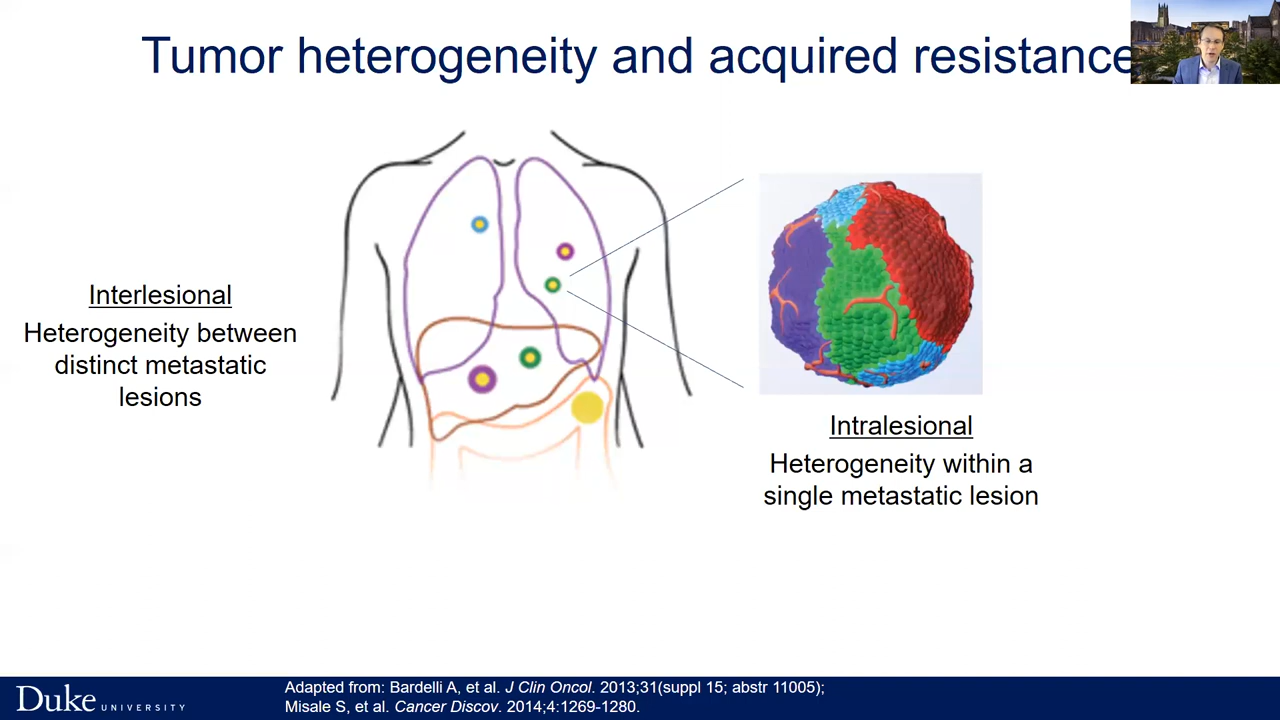 Tumor heterogeneity and acquired resistance
Interlesional
Heterogeneity between
distinct metastatic
lesions
Intralesional
Heterogeneity within a
single metastatic lesion
Duke UNIVERSITY
Adapted from: Bardelli A, et al. J Clin Oncol. 2013;31(suppl 15; abstr 11005);
Misale S, et al. Cancer Discov. 2014;4:1269-1280.